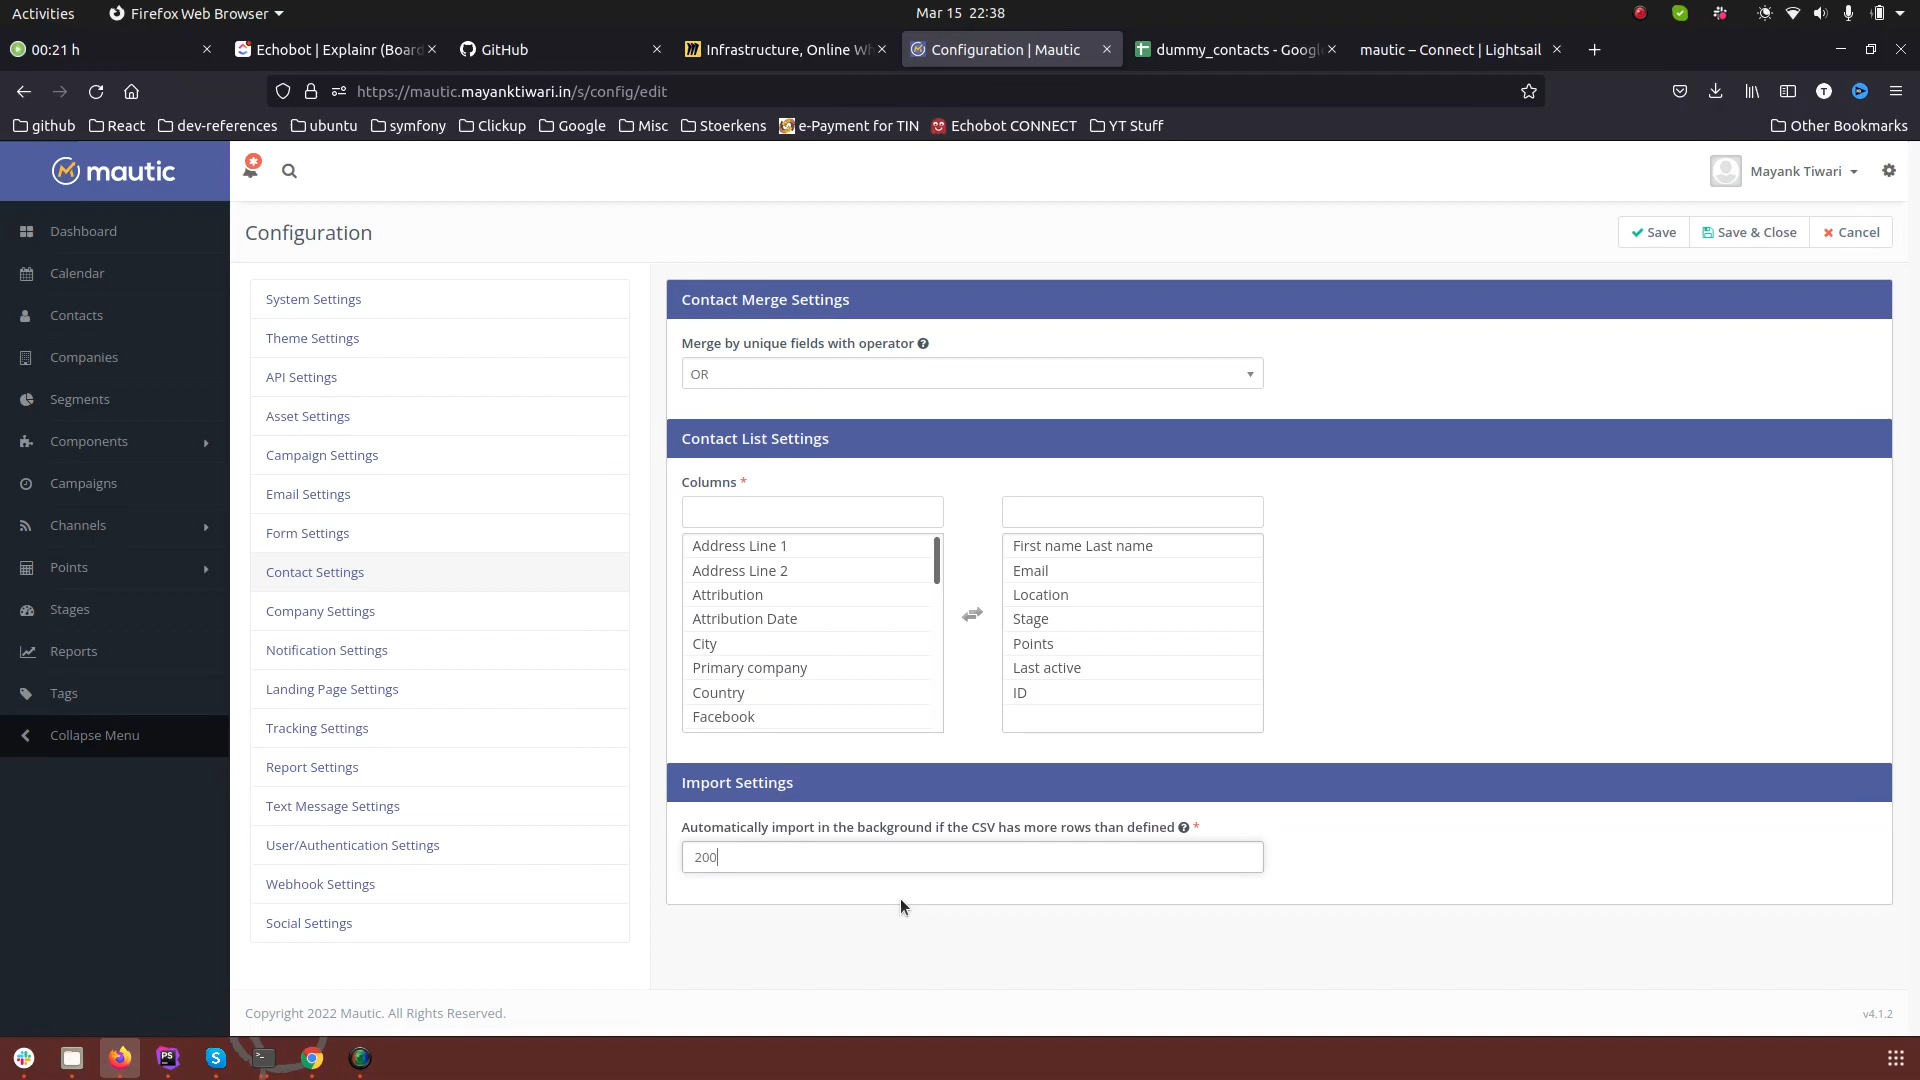 Activities
Firefox Web Browser
Mar 15 22:38
00:21 h
Echobot | Explainr (Board
GitHub
Infrastructure, Online Wh
Configuration | Mautic
dummy_contacts - Google
mautic – Connect | Lightsail
https://mautic.mayanktiwari.in/s/config/edit
github
React
dev-references
ubuntu
symfony
Clickup
Google
Misc
Stoerkens
e-Payment for TIN
Echobot CONNECT
YT Stuff
Other Bookmarks
mautic
Mayank Tiwari
Dashboard
Calendar
Contacts
Companies
Segments
Components
Campaigns
Channels
Points
Stages
Reports
Tags
Collapse Menu
Configuration
Save
Save & Close
Cancel
System Settings
Theme Settings
API Settings
Asset Settings
Campaign Settings
Email Settings
Form Settings
Contact Settings
Company Settings
Notification Settings
Landing Page Settings
Tracking Settings
Report Settings
Text Message Settings
User/Authentication Settings
Webhook Settings
Social Settings
Contact Merge Settings
Merge by unique fields with operator
OR
Contact List Settings
Columns *
Address Line 1
Address Line 2
Attribution
Attribution Date
City
Primary company
Country
Facebook
First name Last name
Email
Location
Stage
Points
Last active
ID
Import Settings
Automatically import in the background if the CSV has more rows than defined *
200
Copyright 2022 Mautic. All Rights Reserved.
v4.1.2